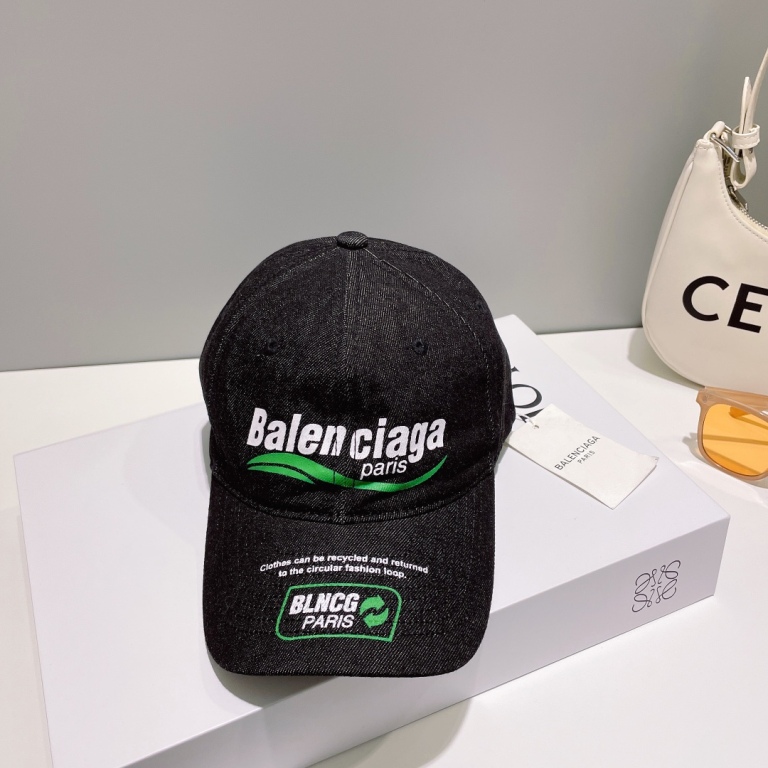 Balenciaga
paris
Clothes can be recycled and returned
to the circular fashion loop.
BLNCG
PARIS
BALENCIAGA
PARIS
CE